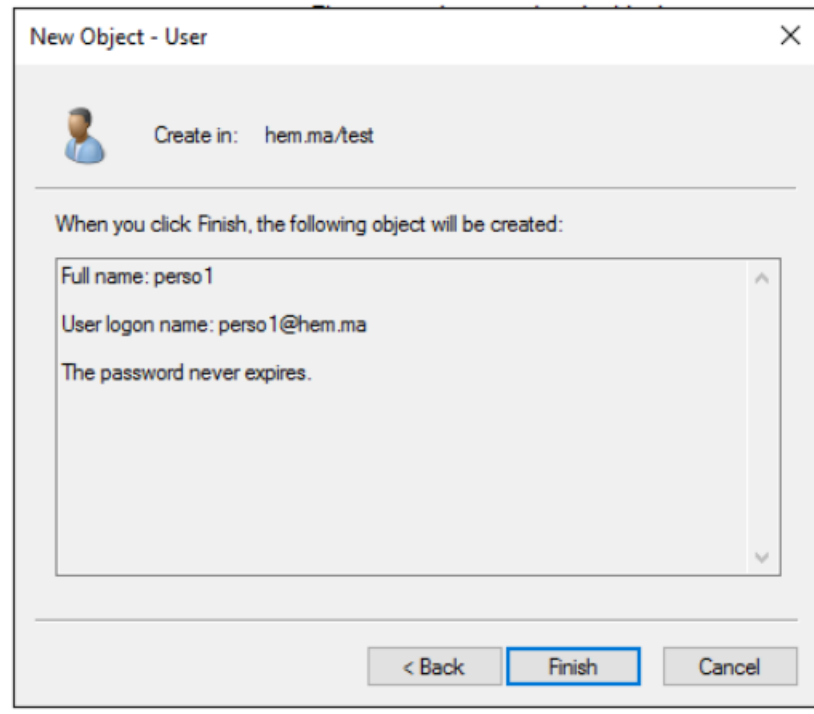 New Object - User
Create in: hem.ma/test
When you click Finish, the following object will be created:
Full name: perso1
User logon name: perso1@hem.ma
The password never expires.
< Back Finish Cancel